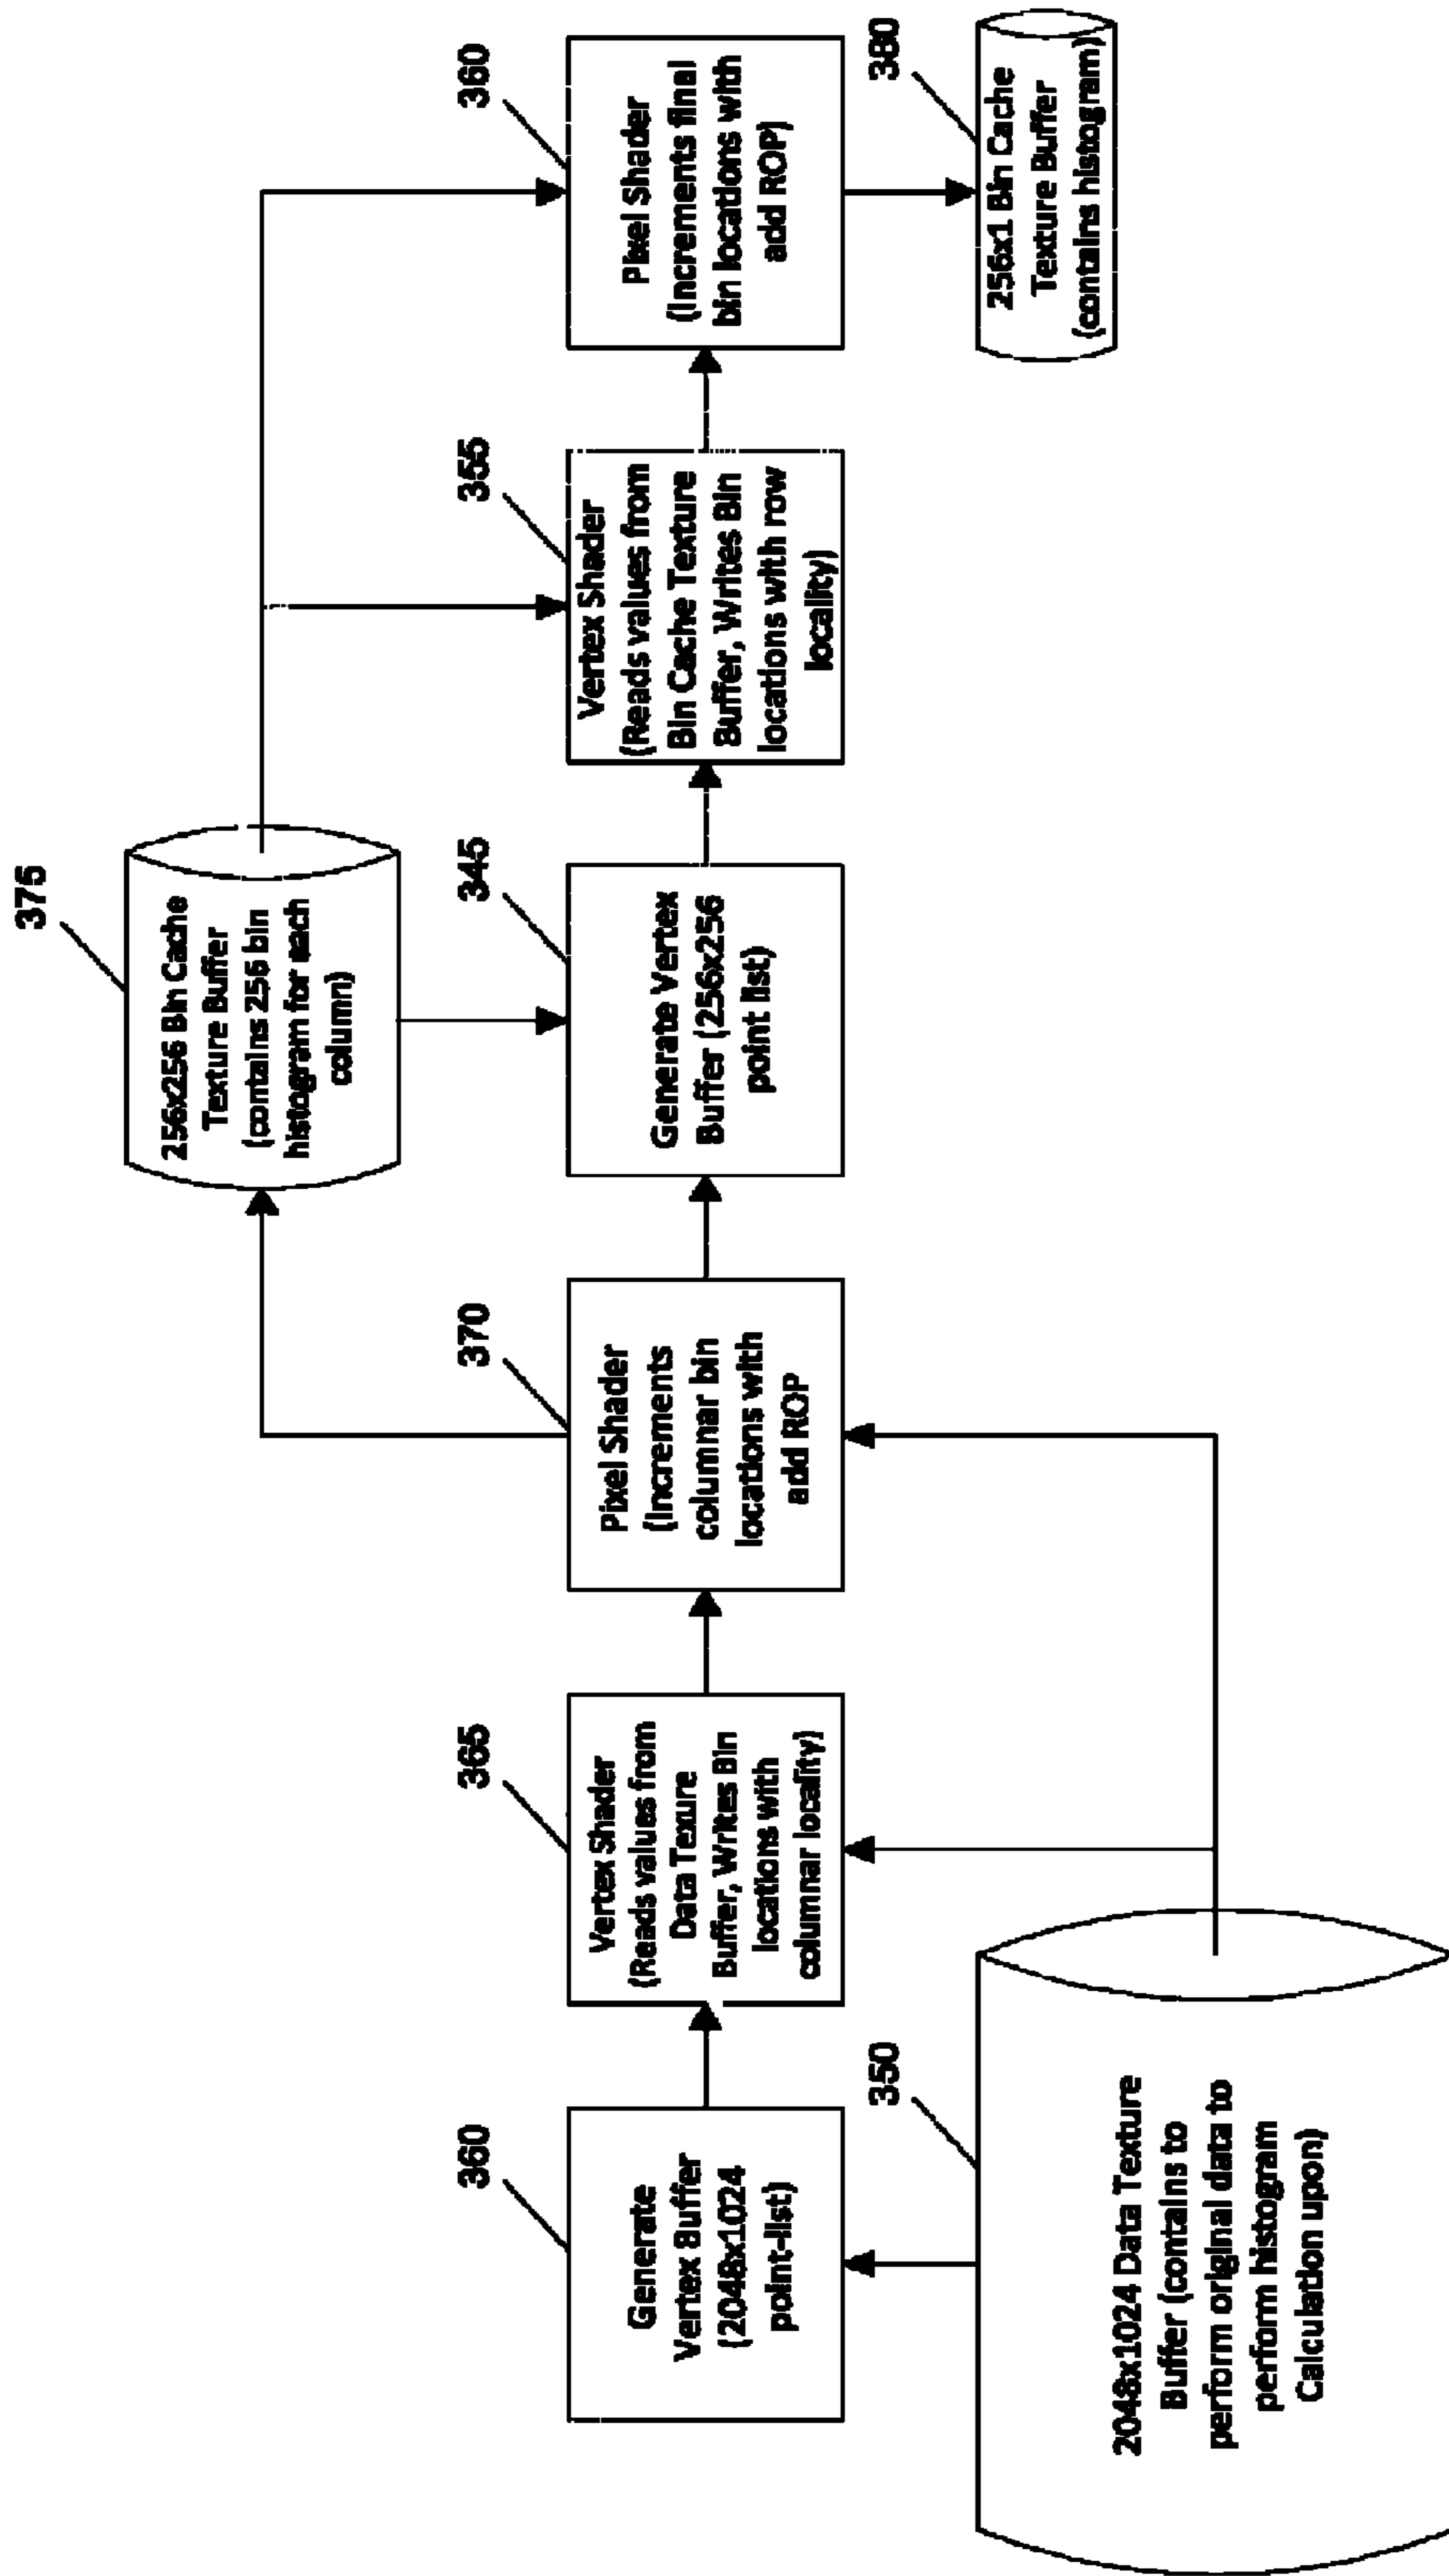 375
256x256 Bin Cache
Texture Buffer
(contains 256 bin
histogram for each
column)
360
Generate
Vertex Buffer
(2048x1024
point-list)
365
Vertex Shader
(Reads values from
Data Texure
Buffer, Writes Bin
locations with
columnar locality)
370
Pixel Shader
(Increments
columnar bin
locations with
add ROP
345
Generate Vertex
Buffer (256x256
point list)
355
Vertex Shader
(Reads values from
Bin Cache Texture
Buffer, Writes Bin
locations with row
locality)
360
Pixel Shader
(Increments final
bin locations with
add ROP)
350
2048x1024 Data Texture
Buffer (contains to
perform original data to
perform histogram
Calculation upon)
380
256x1 Bin Cache
Texture Buffer
(contains histogram)